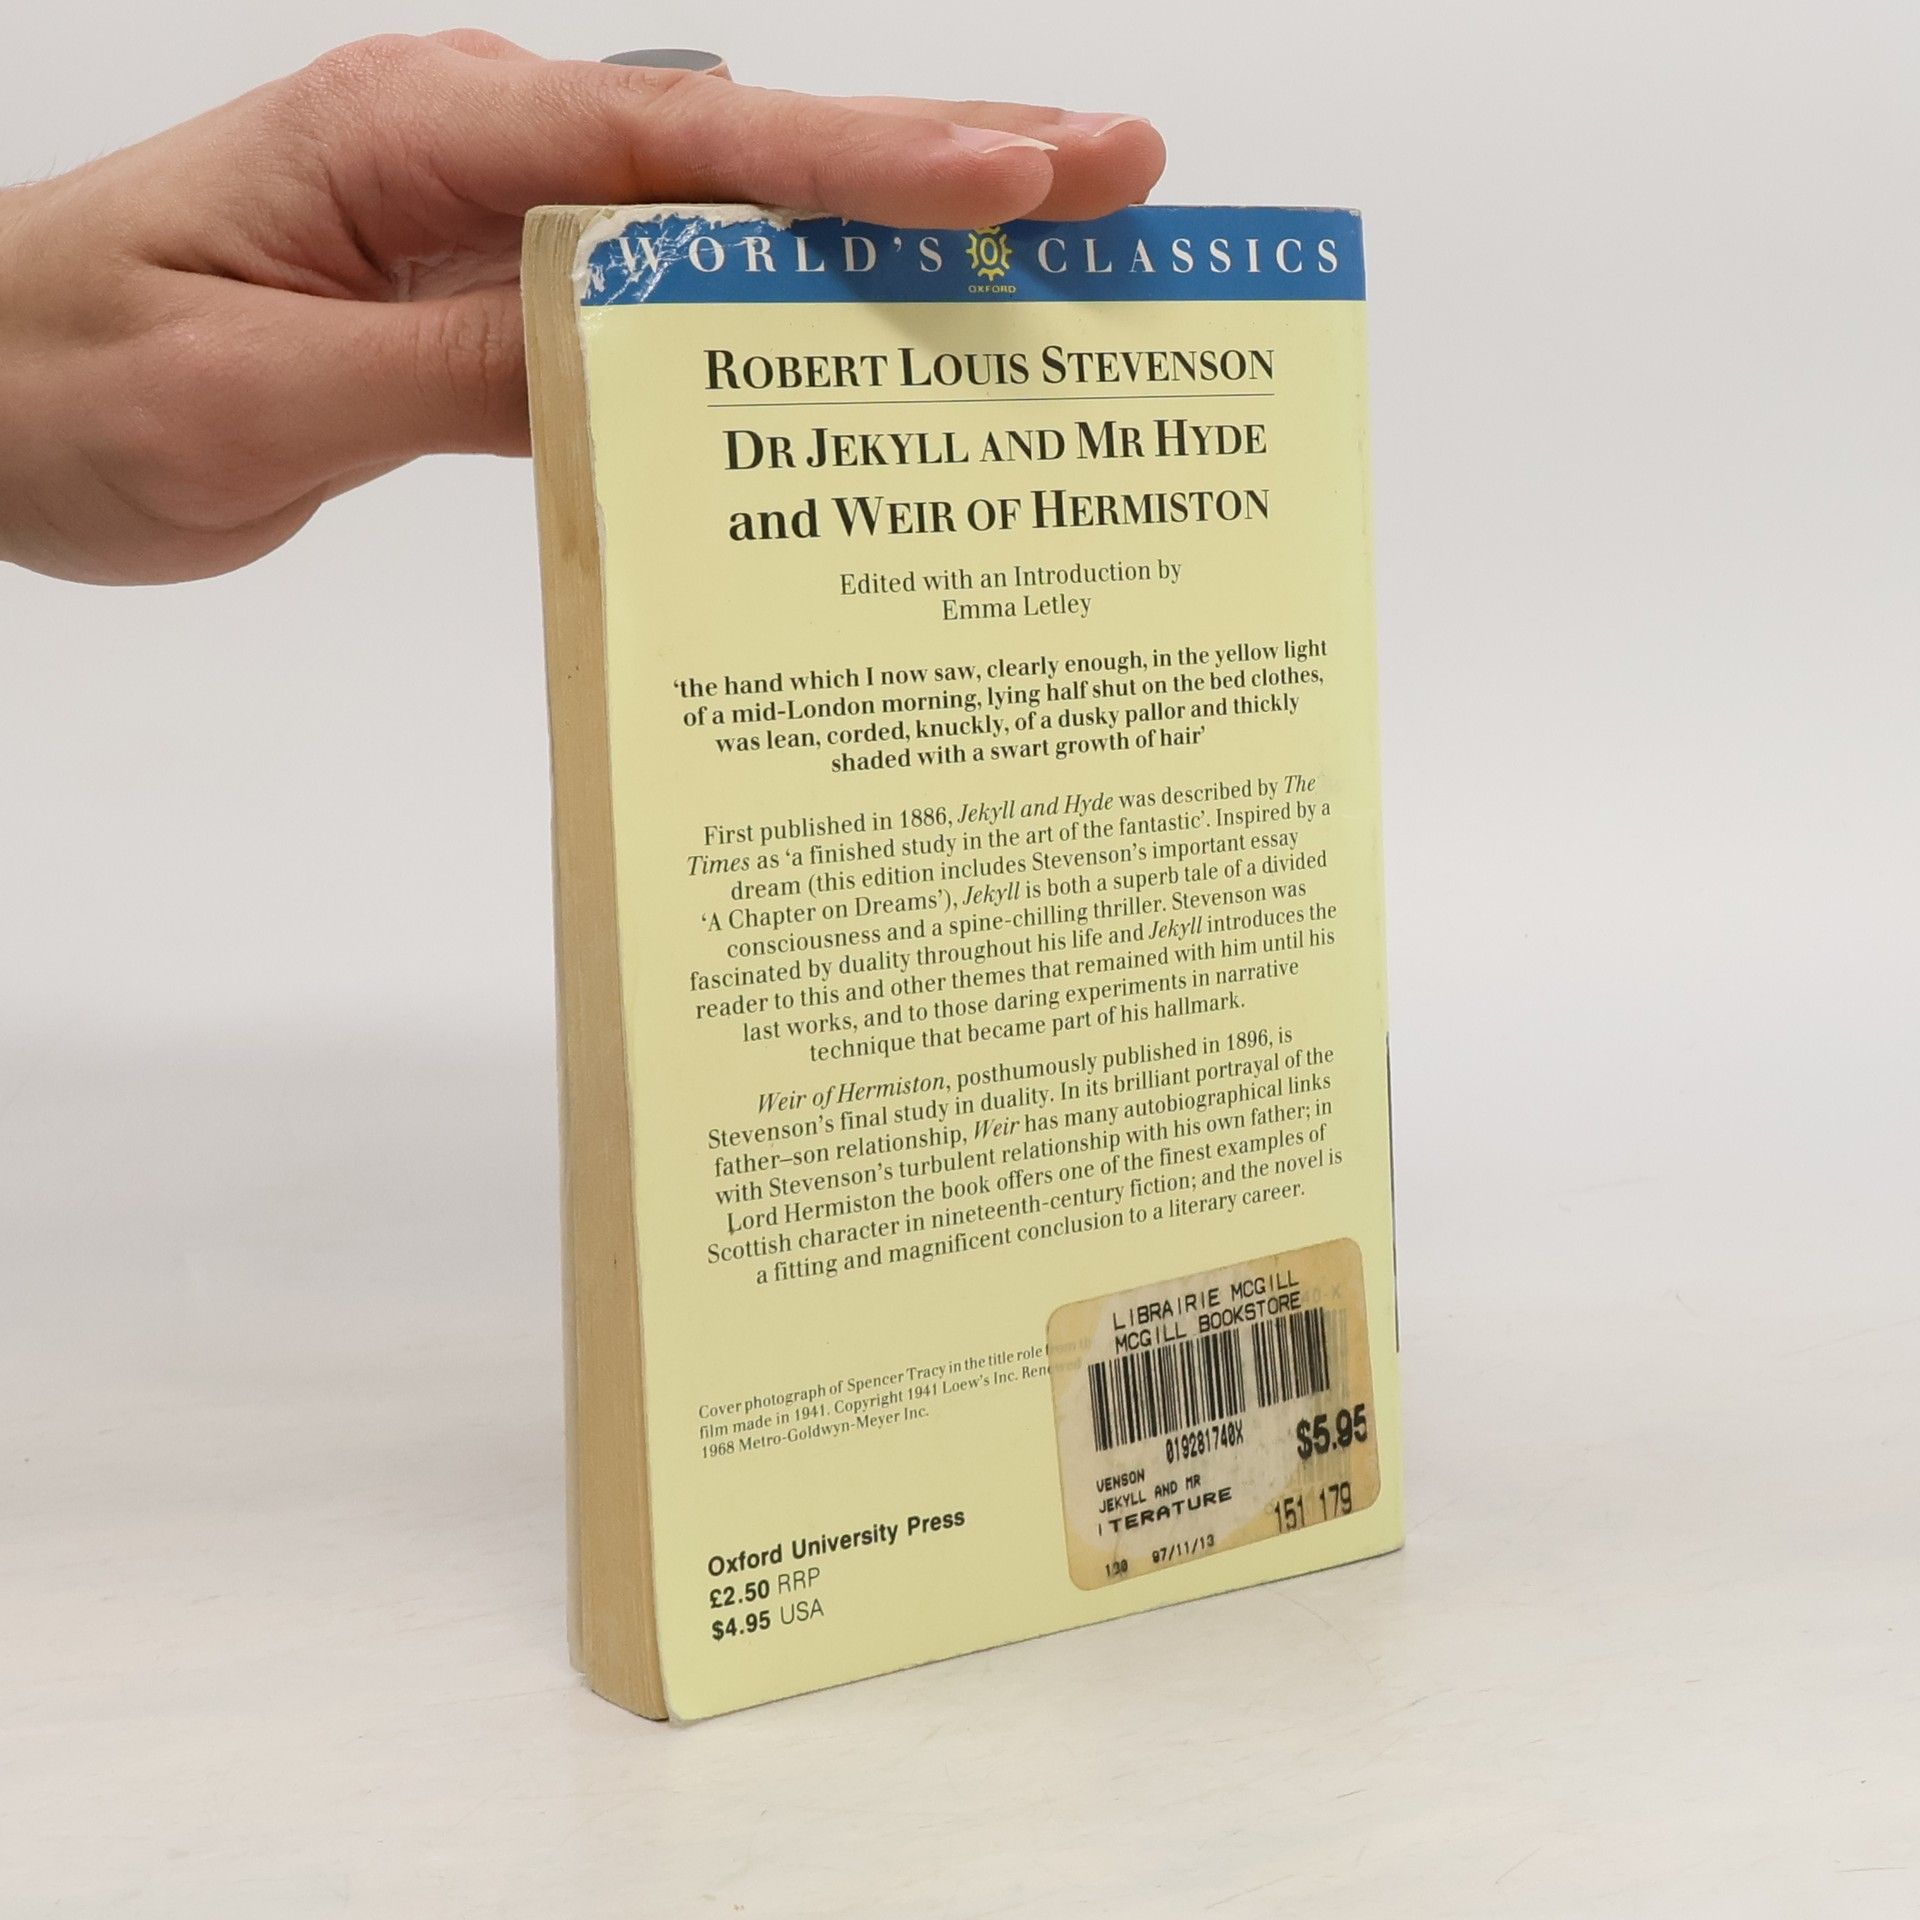 WORLD'S CLASSICS
OXFORD
ROBERT LOUIS STEVENSON
DR JEKYLL AND MR HYDE
and WEIR OF HERMISTON
Edited with an Introduction by
Emma Letley
'the hand which I now saw, clearly enough, in the yellow light
of a mid-London morning, lying half shut on the bed clothes,
was lean, corded, knuckly, of a dusky pallor and thickly
shaded with a swart growth of hair'
First published in 1886, Jekyll and Hyde was described by The
Times as 'a finished study in the art of the fantastic'. Inspired by a
dream (this edition includes Stevenson's important essay
'A Chapter on Dreams'), Jekyll is both a superb tale of a divided
consciousness and a spine-chilling thriller. Stevenson was
fascinated by duality throughout his life and Jekyll introduces the
reader to this and other themes that remained with him until his
last works, and to those daring experiments in narrative
technique that became part of his hallmark.
Weir of Hermiston, posthumously published in 1896, is
Stevenson's final study in duality. In its brilliant portrayal of the
father–son relationship, Weir has many autobiographical links
with Stevenson's turbulent relationship with his own father; in
Lord Hermiston the book offers one of the finest examples of
Scottish character in nineteenth-century fiction; and the novel is
a fitting and magnificent conclusion to a literary career.
Cover photograph of Spencer Tracy in the title role from th
film made in 1941. Copyright 1941 Loew's Inc. Renewed
1968 Metro-Goldwyn-Meyer Inc.
LIBRAIRIE MCGILL
MCGILL BOOKSTORE
019281740X
$5.95
VENSON
JEKYLL AND MR
TERATURE
151 179
97/11/13
Oxford University Press
£2.50 RRP
$4.95 USA